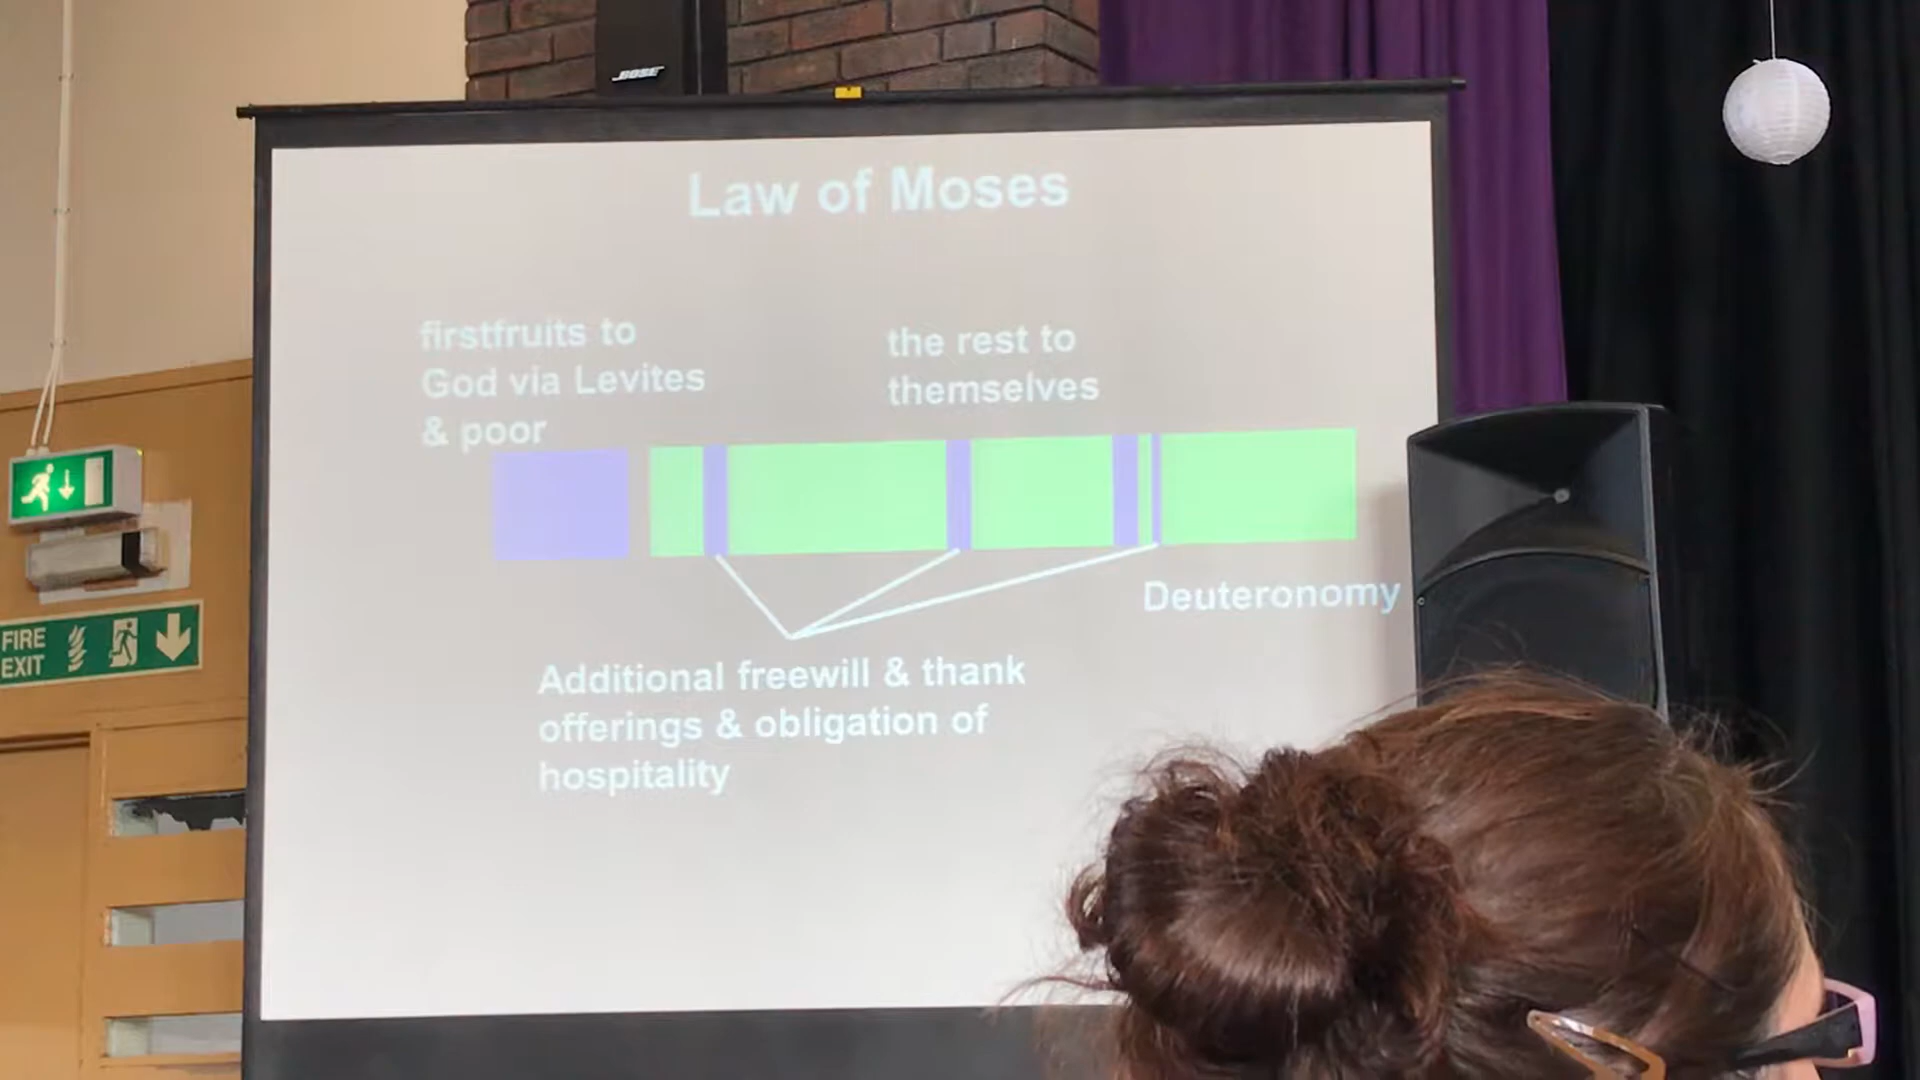 BOSE
Law of Moses
firstfruits to
God via Levites
& poor
the rest to
themselves
Deuteronomy
Additional freewill & thank
offerings & obligation of
hospitality
FIRE
EXIT